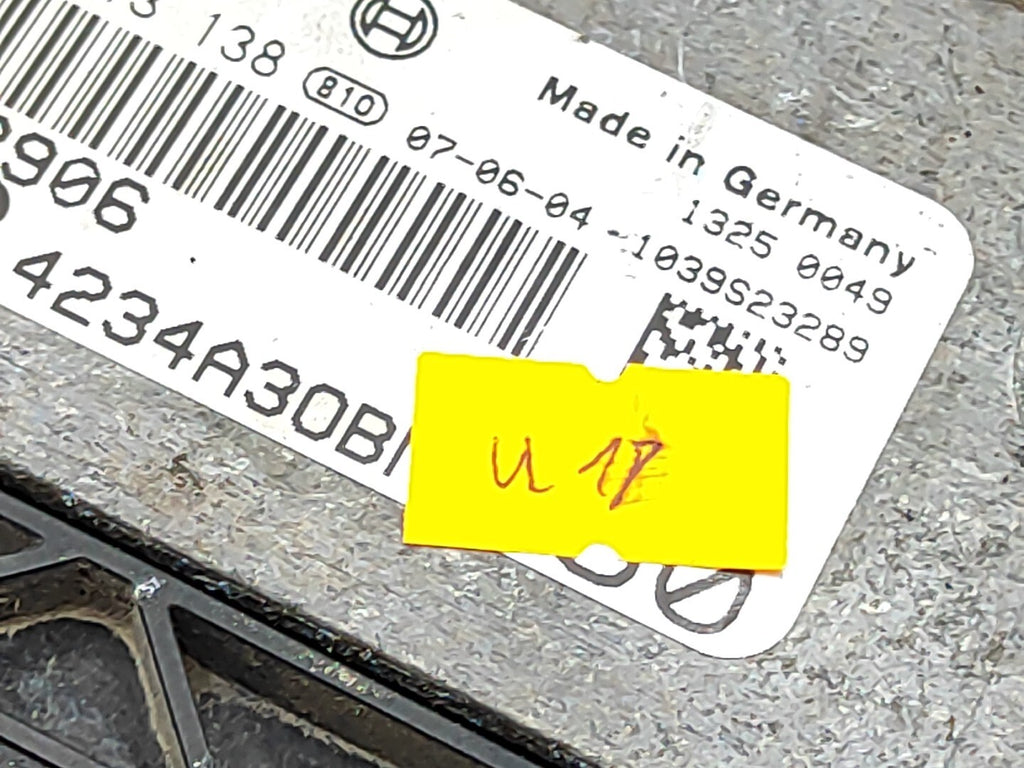 138
810
07-06-04
Made in Germany
1325 0049
1039S23289
906
4234A30B
U 17